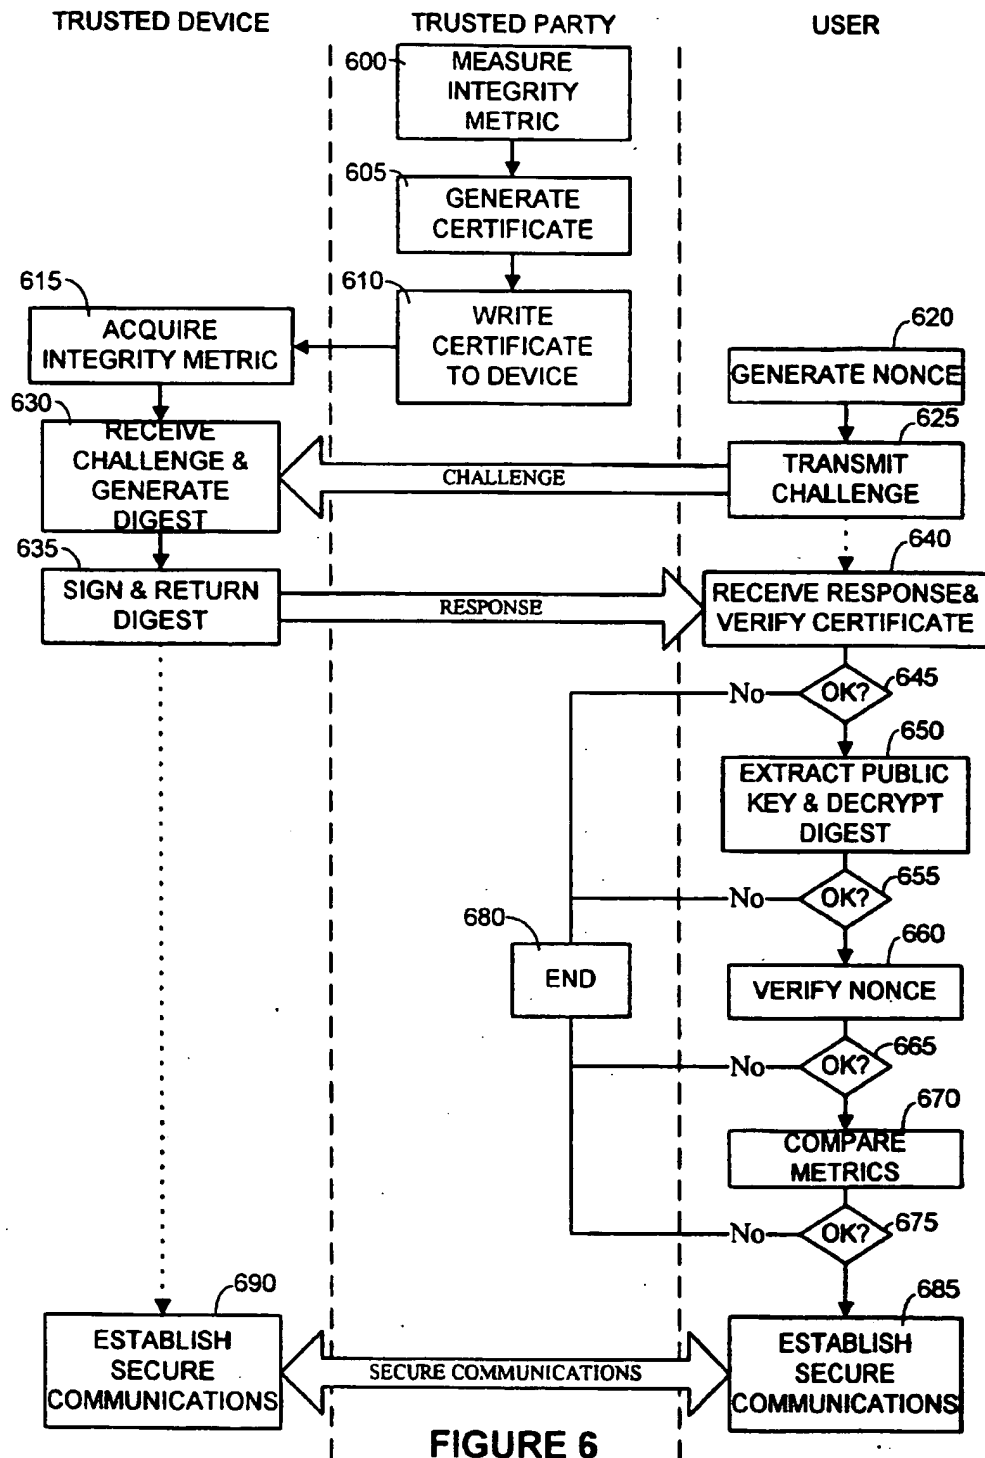 TRUSTED DEVICE
TRUSTED PARTY
USER
600
MEASURE
INTEGRITY
METRIC
605
GENERATE
CERTIFICATE
610
WRITE
CERTIFICATE
TO DEVICE
615
ACQUIRE
INTEGRITY METRIC
620
GENERATE NONCE
625
TRANSMIT
CHALLENGE
CHALLENGE
630
RECEIVE
CHALLENGE &
GENERATE
DIGEST
635
SIGN & RETURN
DIGEST
RESPONSE
640
RECEIVE RESPONSE&
VERIFY CERTIFICATE
OK?
645
No
650
EXTRACT PUBLIC
KEY & DECRYPT
DIGEST
OK?
655
No
660
VERIFY NONCE
680
END
OK?
665
No
670
COMPARE
METRICS
OK?
675
No
690
ESTABLISH
SECURE
COMMUNICATIONS
SECURE COMMUNICATIONS
685
ESTABLISH
SECURE
COMMUNICATIONS
FIGURE 6